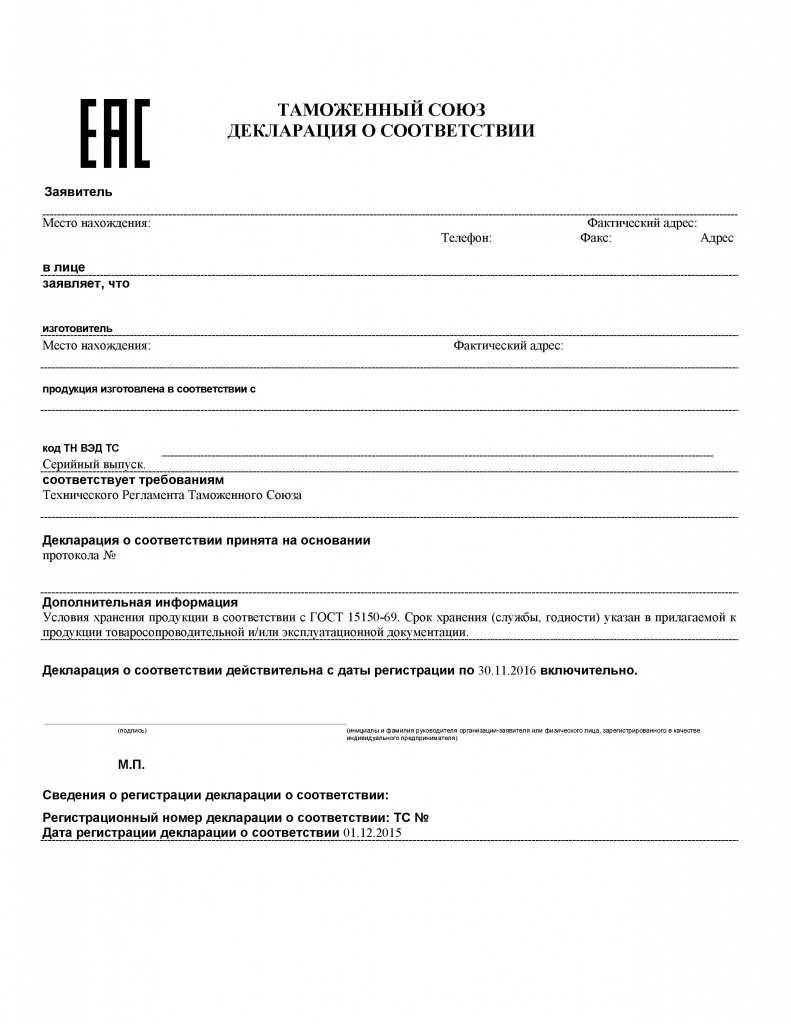 EAC
ТАМОЖЕННЫЙ СОЮЗ
ДЕКЛАРАЦИЯ О СООТВЕТСТВИИ
Заявитель
Место нахождения: Фактический адрес:
Телефон: Факс: Адрес
в лице
заявляет, что
изготовитель
Место нахождения: Фактический адрес:
продукция изготовлена в соответствии с
код ТН ВЭД ТС
Серийный выпуск.
соответствует требованиям
Технического Регламента Таможенного Союза
Декларация о соответствии принята на основании
протокола №
Дополнительная информация
Условия хранения продукции в соответствии с ГОСТ 15150-69. Срок хранения (службы, годности) указан в прилагаемой к
продукции товаросопроводительной и/или эксплуатационной документации.
Декларация о соответствии действительна с даты регистрации по 30.11.2016 включительно.
(подпись)
(инициалы и фамилия руководителя организации-заявителя или физического лица, зарегистрированного в качестве
индивидуального предпринимателя)
М.П.
Сведения о регистрации декларации о соответствии:
Регистрационный номер декларации о соответствии: ТС №
Дата регистрации декларации о соответствии 01.12.2015